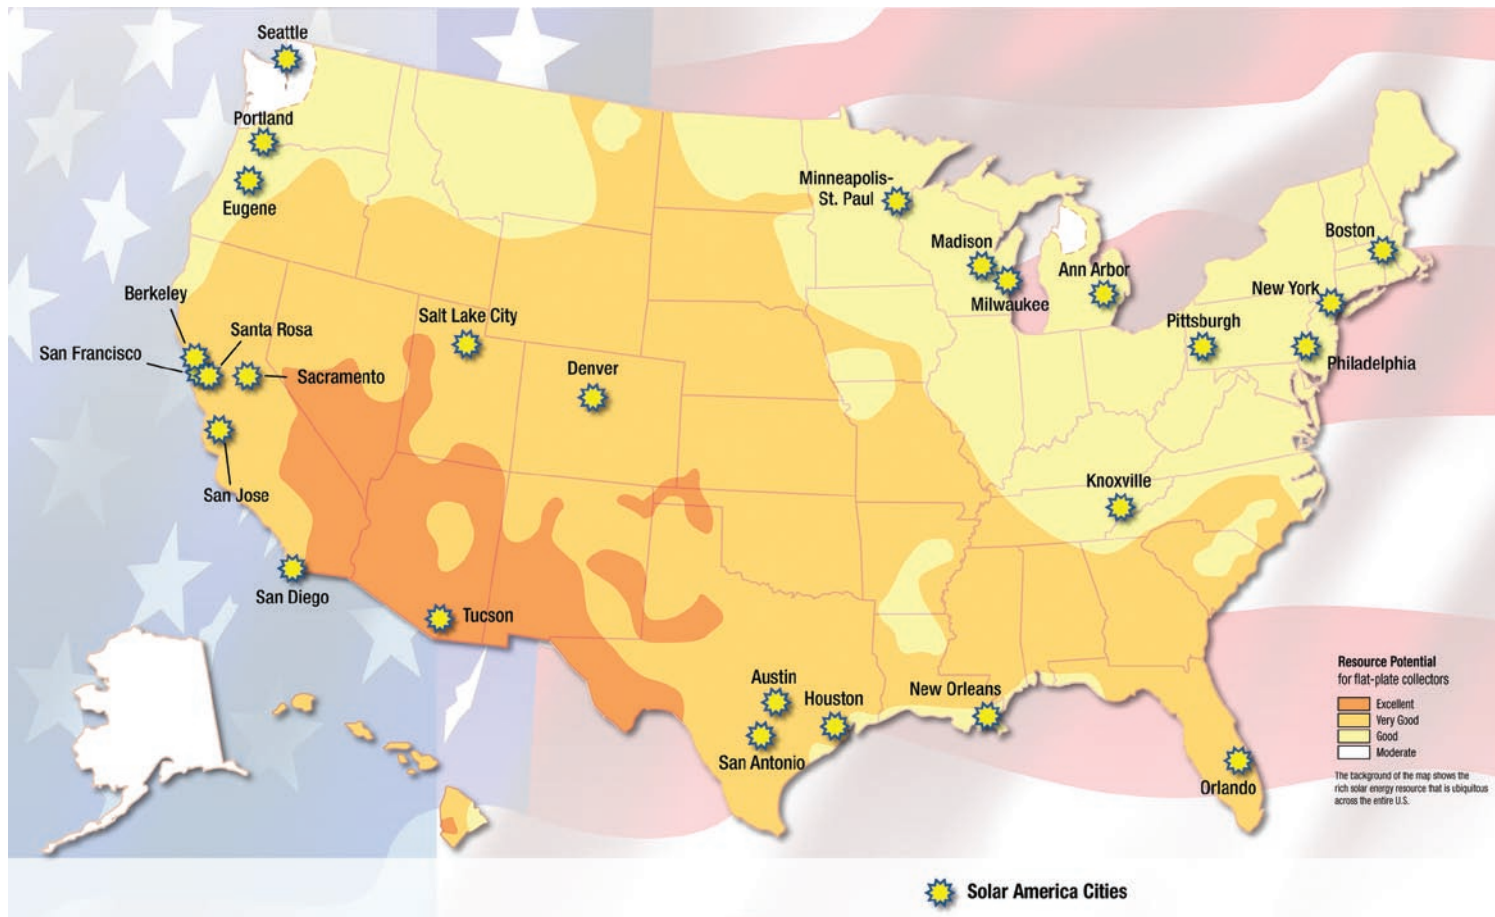 Seattle
Portland
Eugene
Minneapolis-
St. Paul
Madison
Milwaukee
Ann Arbor
Boston
New York
Pittsburgh
Philadelphia
Berkeley
Santa Rosa
San Francisco
Sacramento
Salt Lake City
Denver
San Jose
Knoxville
San Diego
Tucson
Austin
Houston
New Orleans
San Antonio
Orlando
Resource Potential
for flat-plate collectors
Excellent
Very Good
Good
Moderate
The background of the map shows the
rich solar energy resource that is ubiquitous
across the entire U.S.
Solar America Cities